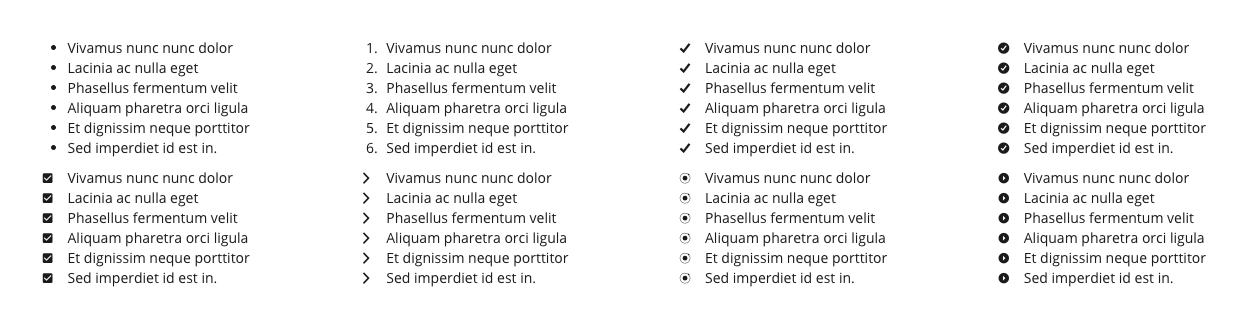 • Vivamus nunc nunc dolor
• Lacinia ac nulla eget
• Phasellus fermentum velit
• Aliquam pharetra orci ligula
• Et dignissim neque porttitor
• Sed imperdiet id est in.
1. Vivamus nunc nunc dolor
2. Lacinia ac nulla eget
3. Phasellus fermentum velit
4. Aliquam pharetra orci ligula
5. Et dignissim neque porttitor
6. Sed imperdiet id est in.
Vivamus nunc nunc dolor
Lacinia ac nulla eget
Phasellus fermentum velit
Aliquam pharetra orci ligula
Et dignissim neque porttitor
Sed imperdiet id est in.
Vivamus nunc nunc dolor
Lacinia ac nulla eget
Phasellus fermentum velit
Aliquam pharetra orci ligula
Et dignissim neque porttitor
Sed imperdiet id est in.
Vivamus nunc nunc dolor
Lacinia ac nulla eget
Phasellus fermentum velit
Aliquam pharetra orci ligula
Et dignissim neque porttitor
Sed imperdiet id est in.
Vivamus nunc nunc dolor
Lacinia ac nulla eget
Phasellus fermentum velit
Aliquam pharetra orci ligula
Et dignissim neque porttitor
Sed imperdiet id est in.
Vivamus nunc nunc dolor
Lacinia ac nulla eget
Phasellus fermentum velit
Aliquam pharetra orci ligula
Et dignissim neque porttitor
Sed imperdiet id est in.
Vivamus nunc nunc dolor
Lacinia ac nulla eget
Phasellus fermentum velit
Aliquam pharetra orci ligula
Et dignissim neque porttitor
Sed imperdiet id est in.